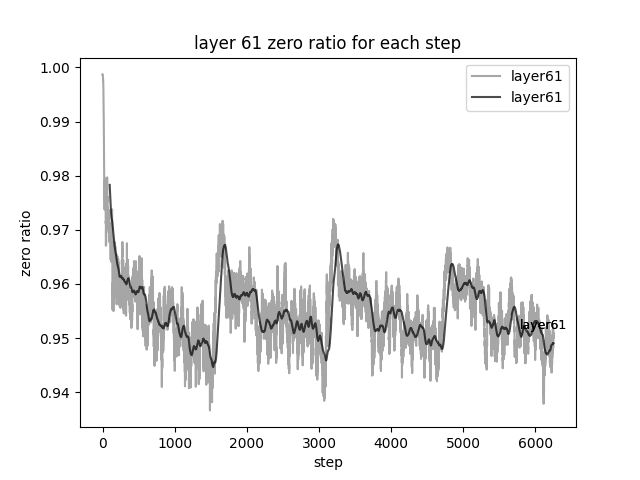 layer 61 zero ratio for each step
layer61
layer61
1.00
0.99
0.98
0.97
0.96
0.95
0.94
zero ratio
layer61
0
1000
2000
3000
4000
5000
6000
step